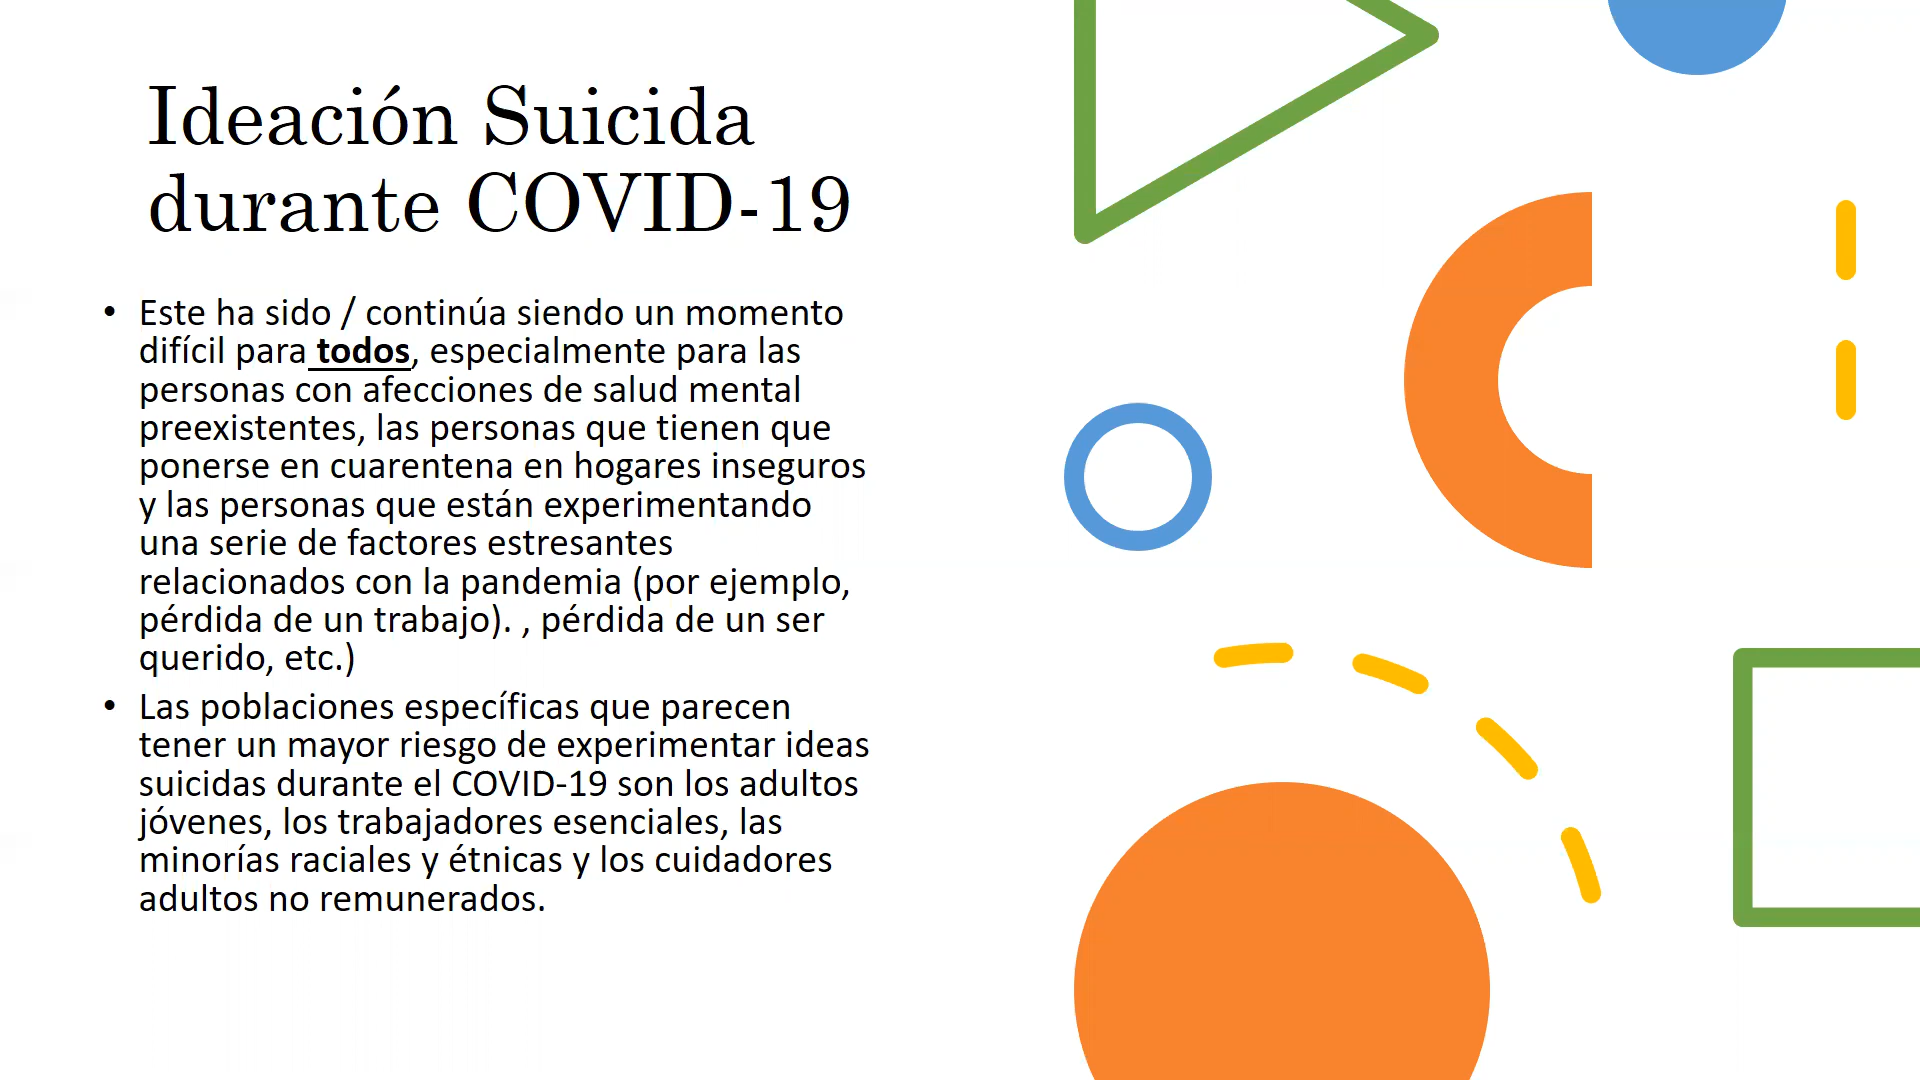 Ideación Suicida
durante COVID-19
• Este ha sido / continúa siendo un momento
difícil para todos, especialmente para las
personas con afecciones de salud mental
preexistentes, las personas que tienen que
ponerse en cuarentena en hogares inseguros
y las personas que están experimentando
una serie de factores estresantes
relacionados con la pandemia (por ejemplo,
pérdida de un trabajo). , pérdida de un ser
querido, etc.)
• Las poblaciones específicas que parecen
tener un mayor riesgo de experimentar ideas
suicidas durante el COVID-19 son los adultos
jóvenes, los trabajadores esenciales, las
minorías raciales y étnicas y los cuidadores
adultos no remunerados.